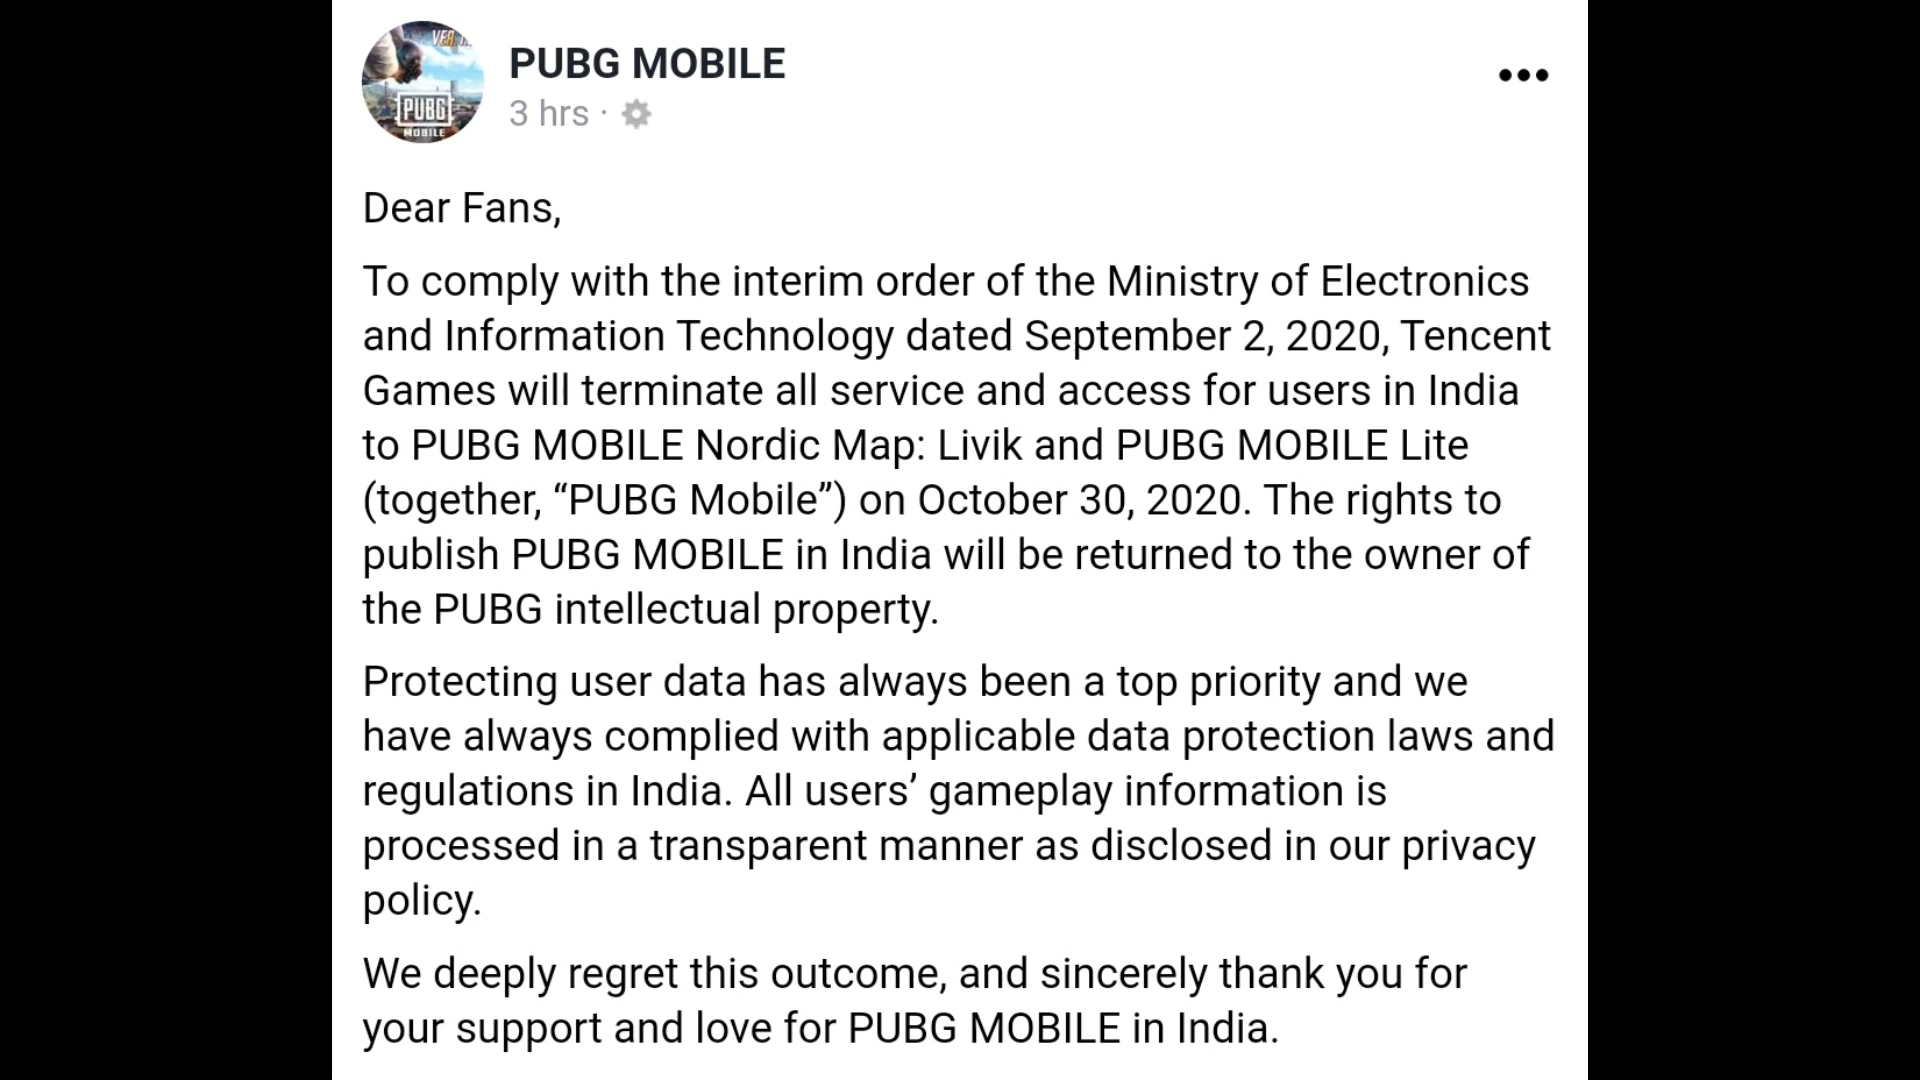 PUBG MOBILE
3 hrs ·
PUBG
MOBILE
Dear Fans,
To comply with the interim order of the Ministry of Electronics
and Information Technology dated September 2, 2020, Tencent
Games will terminate all service and access for users in India
to PUBG MOBILE Nordic Map: Livik and PUBG MOBILE Lite
(together, “PUBG Mobile”) on October 30, 2020. The rights to
publish PUBG MOBILE in India will be returned to the owner of
the PUBG intellectual property.
Protecting user data has always been a top priority and we
have always complied with applicable data protection laws and
regulations in India. All users’ gameplay information is
processed in a transparent manner as disclosed in our privacy
policy.
We deeply regret this outcome, and sincerely thank you for
your support and love for PUBG MOBILE in India.